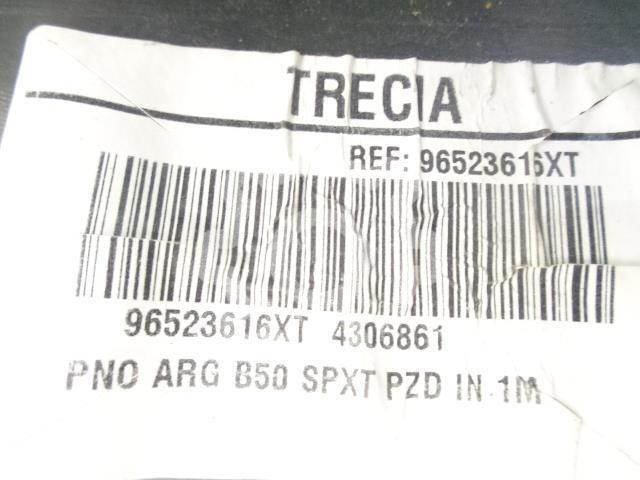 TRECIA
REF: 96523616XT
96523616XT 4306861
PNO ARG B50 SPXT PZD IN 1M